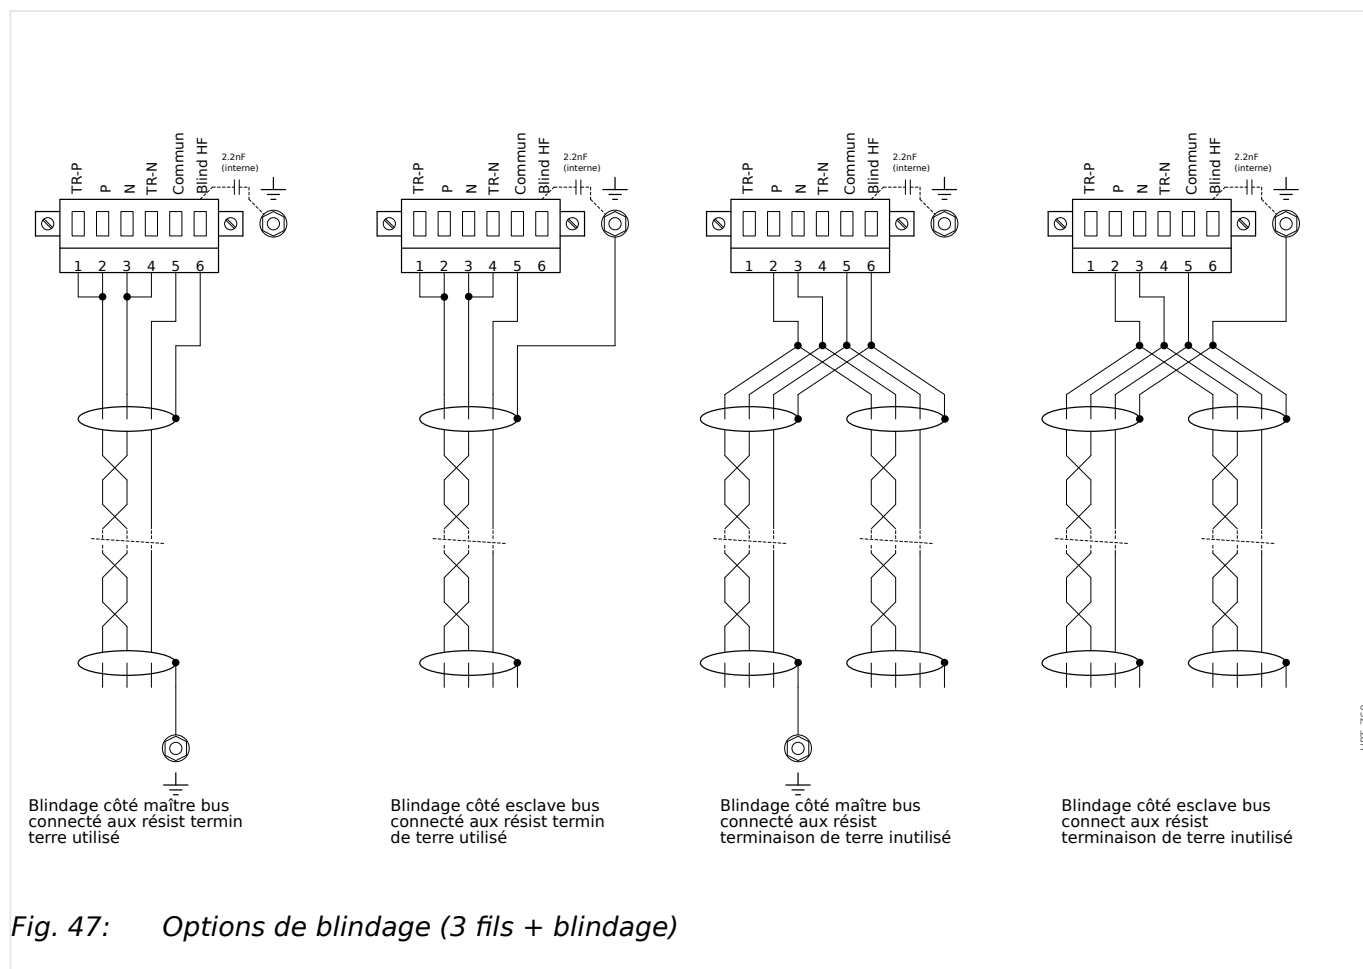 TR-P P N TR-N Commun Blind HF 2.2nF (interne)
1 2 3 4 5 6
Blindage côté maître bus
connecté aux résist termin
terre utilisé
TR-P P N TR-N Commun Blind HF 2.2nF (interne)
1 2 3 4 5 6
Blindage côté esclave bus
connecté aux résist termin
de terre utilisé
TR-P P N TR-N Commun Blind HF 2.2nF (interne)
1 2 3 4 5 6
Blindage côté maître bus
connecté aux résist
terminaison de terre inutilisé
TR-P P N TR-N Commun Blind HF 2.2nF (interne)
1 2 3 4 5 6
Blindage côté esclave bus
connect aux résist
terminaison de terre inutilisé
Fig. 47: Options de blindage (3 fils + blindage)